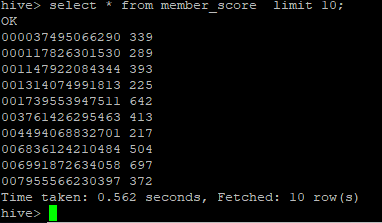 hive> select * from member_score  limit 10;
OK
000037495066290 339
000117826301530 289
001147922084344 393
001314074991813 225
001739553947511 642
003761426295463 413
004494068832701 217
006836124210484 504
006991872634058 697
007955566230397 372
Time taken: 0.562 seconds, Fetched: 10 row(s)
hive>